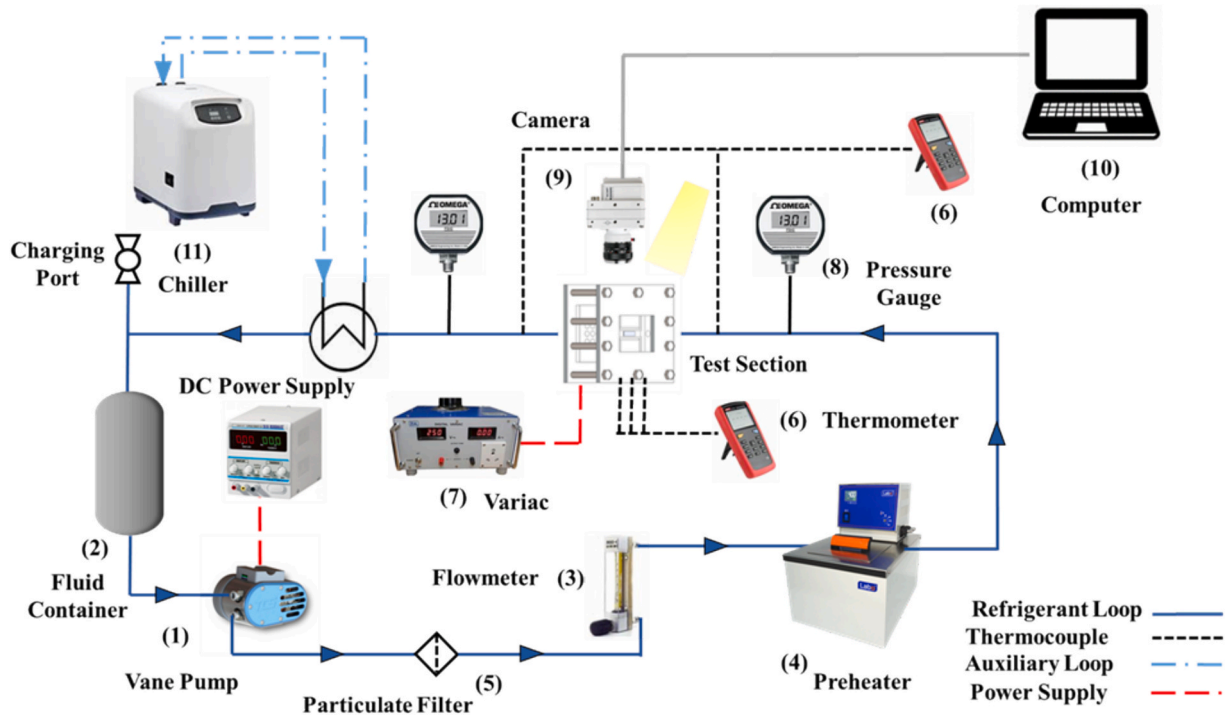 Camera
(9)
(10)
Computer
(6)
(11)
Chiller
Charging
Port
OMEGA
13.01
OMEGA
13.01
(8)
Pressure
Gauge
Test Section
DC Power Supply
(6)
Thermometer
(7)
Variac
(2)
Fluid
Container
(1)
Vane Pump
Flowmeter
(3)
(5)
Particulate Filter
(4)
Preheater
Refrigerant Loop
Thermocouple
Auxiliary Loop
Power Supply